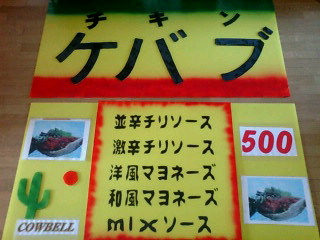 チキン
ケバブ
並辛チリソース
激辛チリソース
洋風マヨネーズ
和風マヨネーズ
mixソース
500
COWBELL